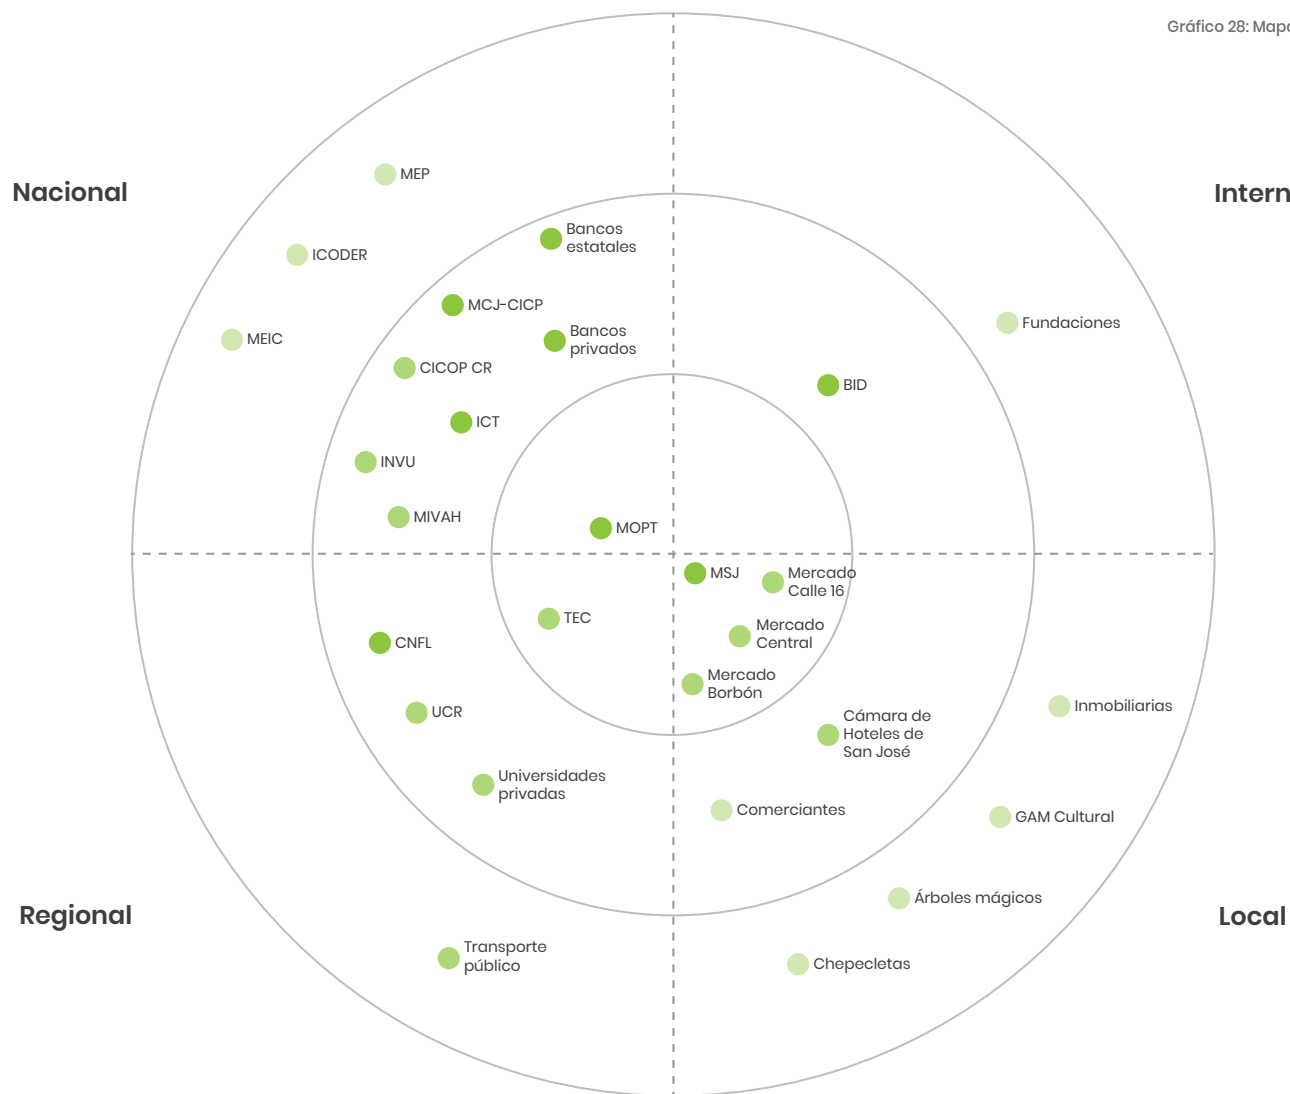 Gráfico 28: Mapa
Nacional
Intern
MEP
ICODER
MEIC
Bancos
estatales
MCJ-CICP
Bancos
privados
CICOP CR
ICT
INVU
MIVAH
MOPT
Fundaciones
BID
MSJ
Mercado
Calle 16
Mercado
Central
Mercado
Borbón
TEC
CNFL
UCR
Universidades
privadas
Cámara de
Hoteles de
San José
Comerciantes
Inmobiliarias
GAM Cultural
Árboles mágicos
Chepecletas
Regional
Local
Transporte
público